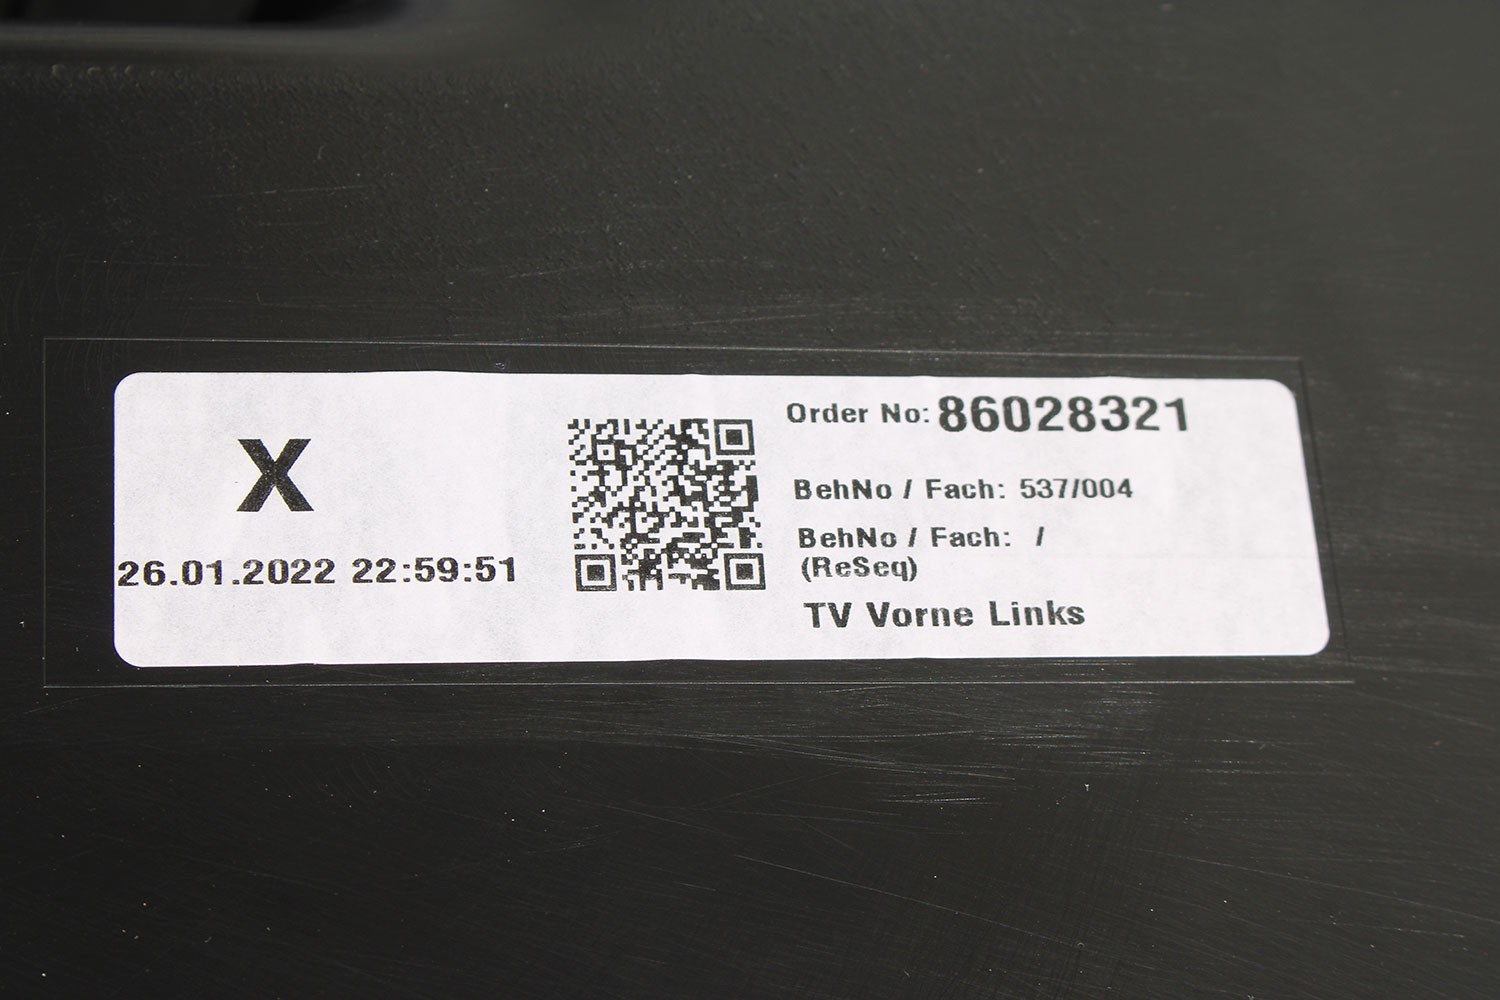 X
26.01.2022 22:59:51
Order No: 86028321
BehNo / Fach: 537/004
BehNo / Fach: /
(ReSeq)
TV Vorne Links